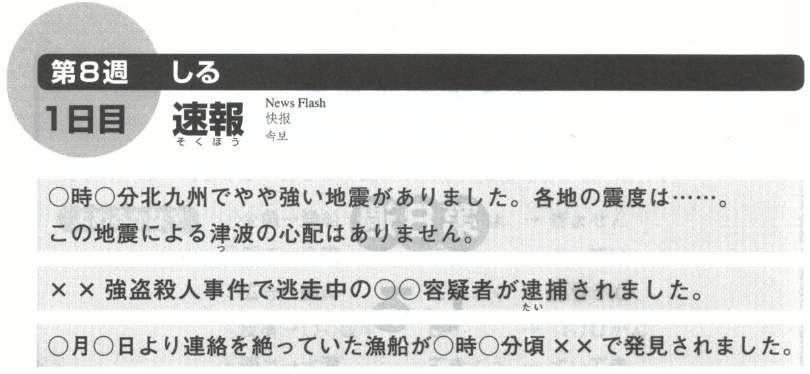 第8週 しる
1日目 速報
そくほう
News Flash
快报
속보
○時○分北九州でやや強い地震がありました。各地の震度は……。
この地震による津波の心配はありません。
っ
××強盗殺人事件で逃走中の○○容疑者が逮捕されました。
たい
○月○日より連絡を絶っていた漁船が○時○分頃××で発見されました。